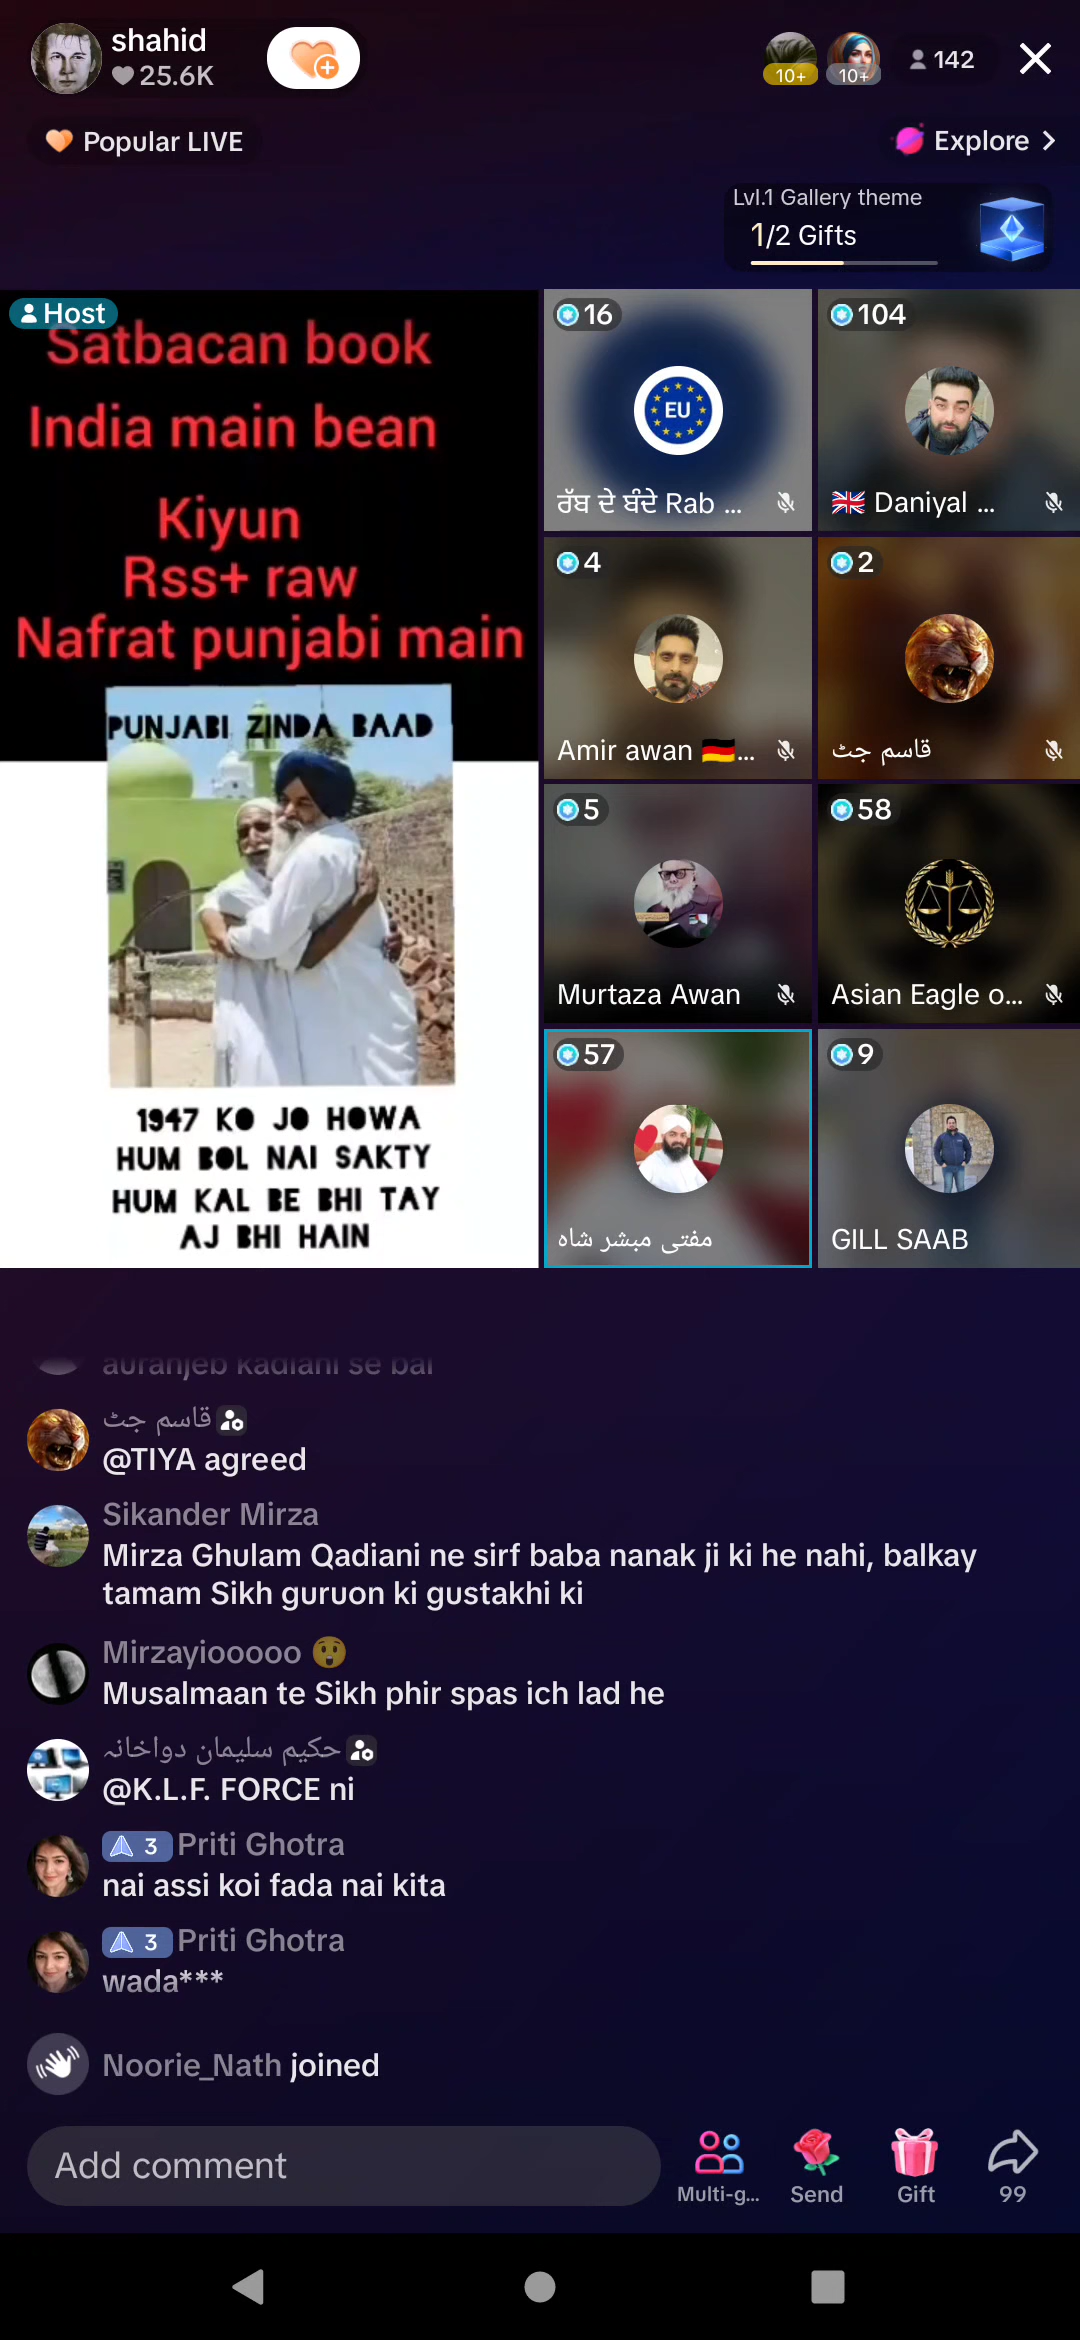 shahid
25.6K
10+
10+
142
Popular LIVE
Explore
Lvl.1 Gallery theme
1/2 Gifts
Host
Satbacan book
India main bean
Kiyun
Rss+ raw
Nafrat punjabi main
PUNJABI ZINDA BAAD
1947 KO JO HOWA
HUM BOL NAI SAKTY
HUM KAL BE BHI TAY
AJ BHI HAIN
16
EU
ਰੱਬ ਦੇ ਬੰਦੇ Rab ...
104
🇬🇧 Daniyal ...
4
Amir awan 🇩🇪...
2
قاسم جٹ
5
Murtaza Awan
58
Asian Eagle o...
57
مفتی مبشر شاہ
9
GILL SAAB
auranjeb kadiani se bai
قاسم جٹ
@TIYA agreed
Sikander Mirza
Mirza Ghulam Qadiani ne sirf baba nanak ji ki he nahi, balkay
tamam Sikh guruon ki gustakhi ki
Mirzayiooooo 😲
Musalmaan te Sikh phir spas ich lad he
حکیم سلیمان دواخانہ
@K.L.F. FORCE ni
3 Priti Ghotra
nai assi koi fada nai kita
3 Priti Ghotra
wada***
Noorie_Nath joined
Add comment
Multi-g...
Send
Gift
99